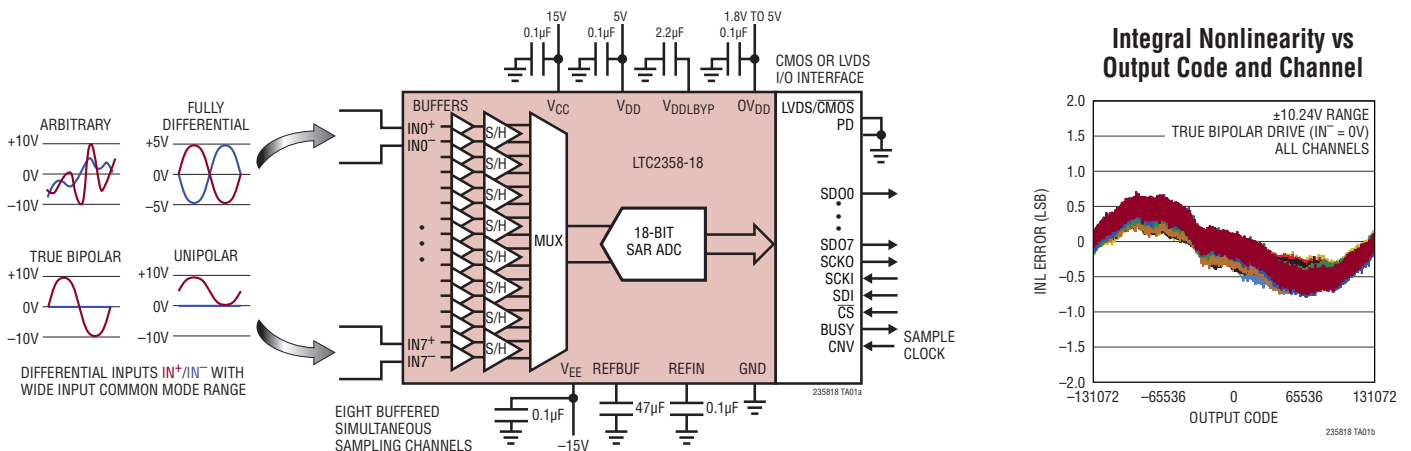 15V
5V
1.8V TO 5V
0.1µF
0.1µF
2.2µF
0.1µF
CMOS OR LVDS
I/O INTERFACE
ARBITRARY
+10V
0V
–10V
FULLY
DIFFERENTIAL
+5V
0V
–5V
TRUE BIPOLAR
+10V
0V
–10V
UNIPOLAR
+10V
0V
–10V
DIFFERENTIAL INPUTS IN+/IN– WITH
WIDE INPUT COMMON MODE RANGE
BUFFERS
VCC
VDD
VDDLBYP
OVDD
LVDS/CMOS
PD
IN0+
IN0–
S/H
S/H
S/H
S/H
S/H
S/H
S/H
S/H
LTC2358-18
MUX
18-BIT
SAR ADC
SDO0
SDO7
SCKO
SCKI
SDI
CS
BUSY
CNV
SAMPLE
CLOCK
IN7+
IN7–
VEE
REFBUF
REFIN
GND
235818 TA01a
EIGHT BUFFERED
SIMULTANEOUS
SAMPLING CHANNELS
0.1µF
47µF
0.1µF
–15V
Integral Nonlinearity vs
Output Code and Channel
±10.24V RANGE
TRUE BIPOLAR DRIVE (IN– = 0V)
ALL CHANNELS
INL ERROR (LSB)
2.0
1.5
1.0
0.5
0
–0.5
–1.0
–1.5
–2.0
–131072
–65536
0
65536
131072
OUTPUT CODE
235818 TA01b